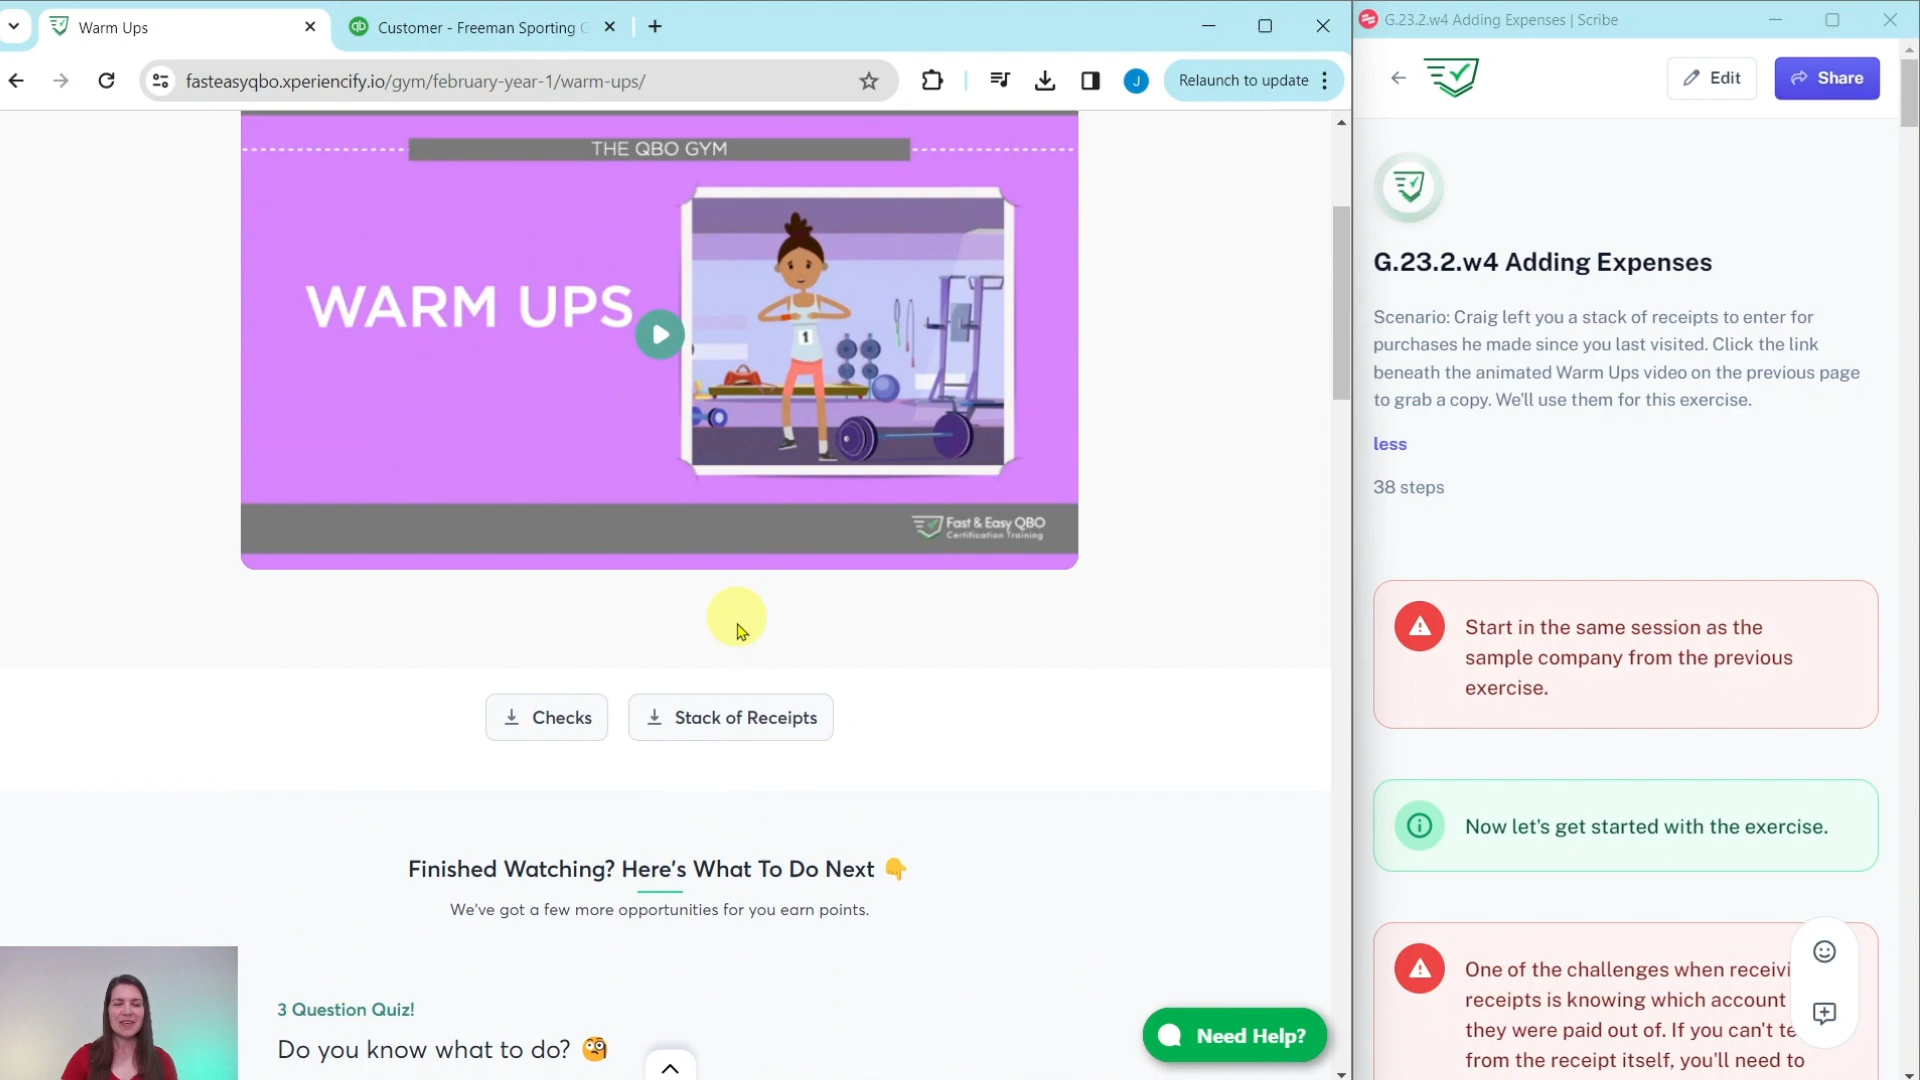 Warm Ups
Customer - Freeman Sporting G
fasteasyqbo.xperiencify.io/gym/february-year-1/warm-ups/
J
Relaunch to update
THE QBO GYM
WARM UPS
1
Fast & Easy QBO
Certification Training
Checks
Stack of Receipts
Finished Watching? Here's What To Do Next
We've got a few more opportunities for you earn points.
3 Question Quiz!
Do you know what to do?
Need Help?
G.23.2.w4 Adding Expenses | Scribe
Edit
Share
G.23.2.w4 Adding Expenses
Scenario: Craig left you a stack of receipts to enter for
purchases he made since you last visited. Click the link
beneath the animated Warm Ups video on the previous page
to grab a copy. We'll use them for this exercise.
less
38 steps
Start in the same session as the
sample company from the previous
exercise.
Now let's get started with the exercise.
One of the challenges when receivi
receipts is knowing which account
they were paid out of. If you can't te
from the receipt itself, you'll need to